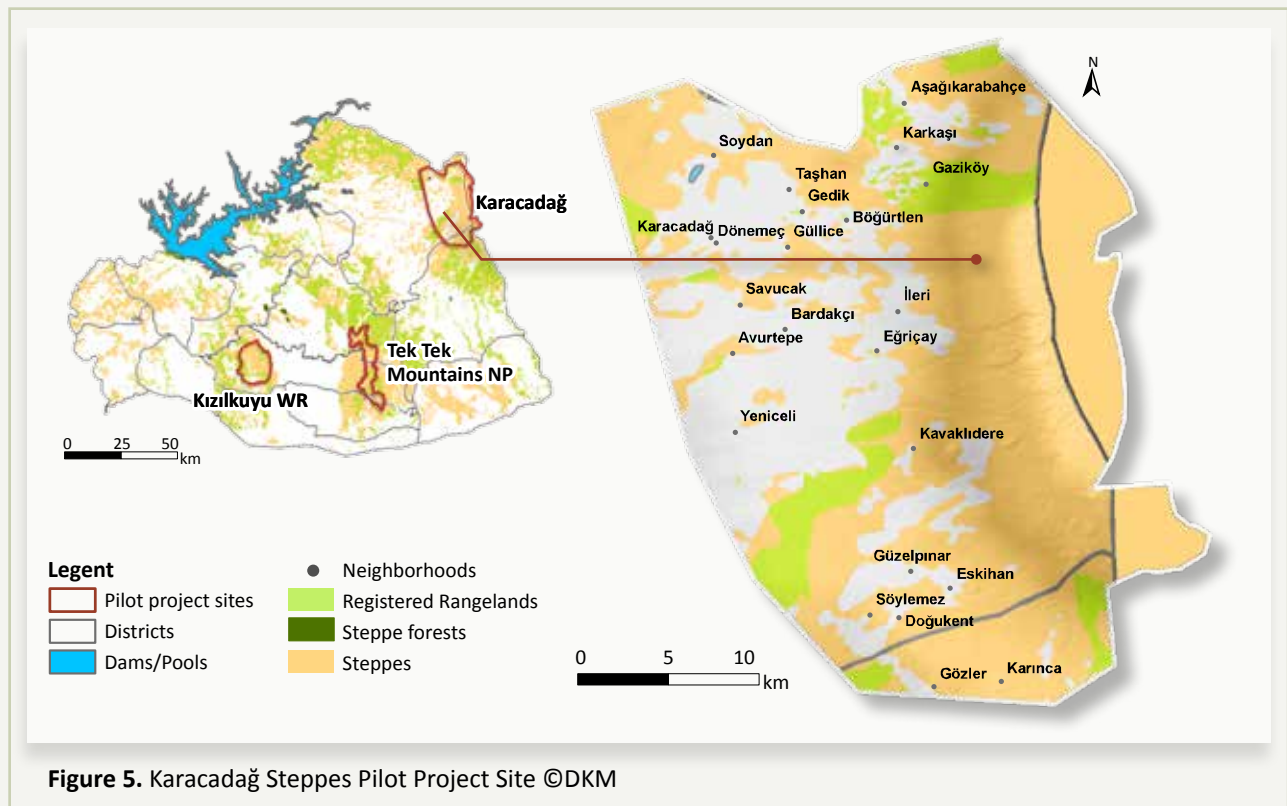 N
Aşağıkarabahçe
Karkaşı
Soydan
Gaziköy
Taşhan
Gedik
Böğürtlen
Karacadağ
Karacadağ
Dönemeç
Güllice
Savucak
İleri
Bardakçı
Avurtepe
Eğriçay
Tek Tek
Mountains NP
Kızılkuyu WR
Yeniceli
Kavaklıdere
0 25 50
km
Güzelpınar
Eskihan
Söylemez
Doğukent
Gözler
Karınca
Legent
Pilot project sites
Districts
Dams/Pools
Neighborhoods
Registered Rangelands
Steppe forests
Steppes
0 5 10
km
Figure 5. Karacadağ Steppes Pilot Project Site ©DKM